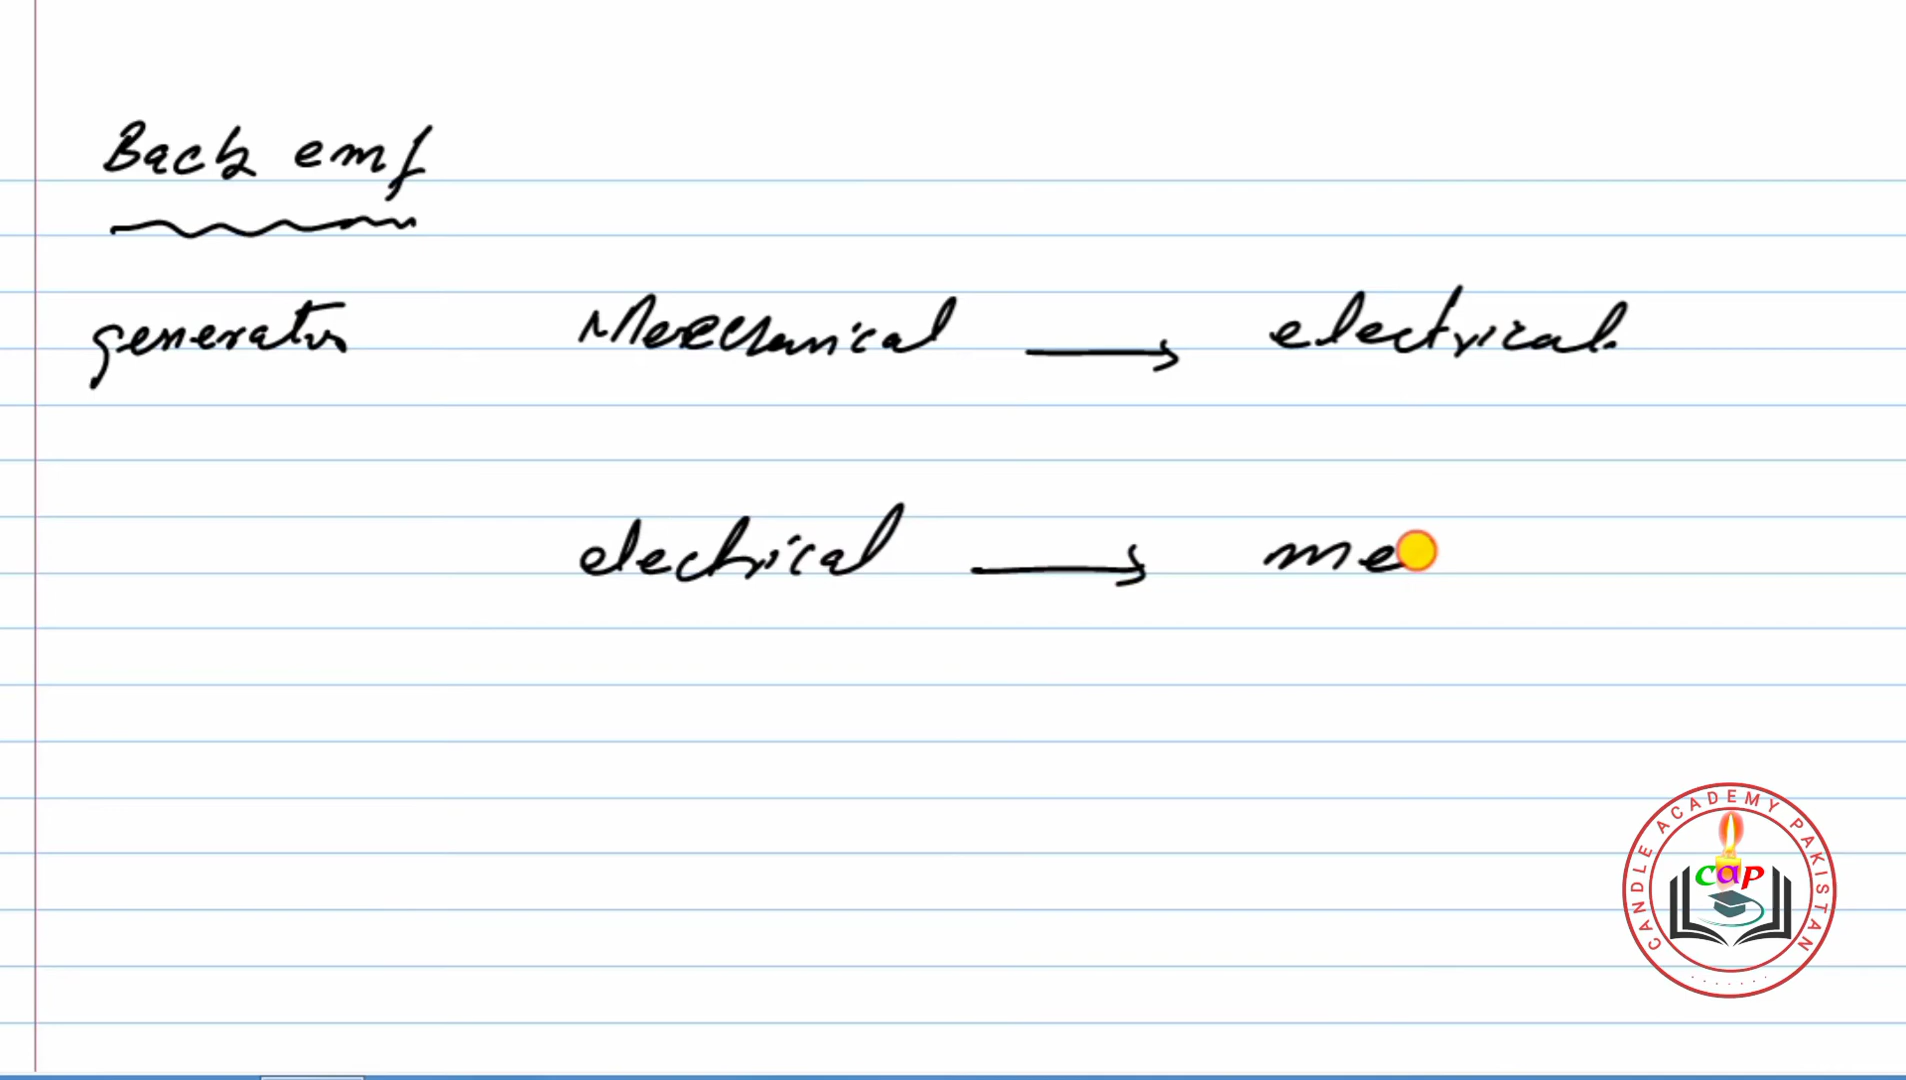 Back emf
generator Mechanical → electrical.
electrical → me
CANDLE ACADEMY PAKISTAN
cap